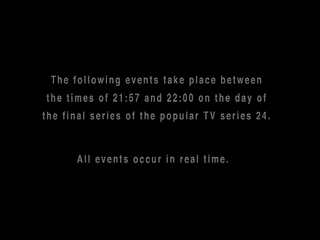 The following events take place between
the times of 21:57 and 22:00 on the day of
the final series of the popular TV series 24.
All events occur in real time.